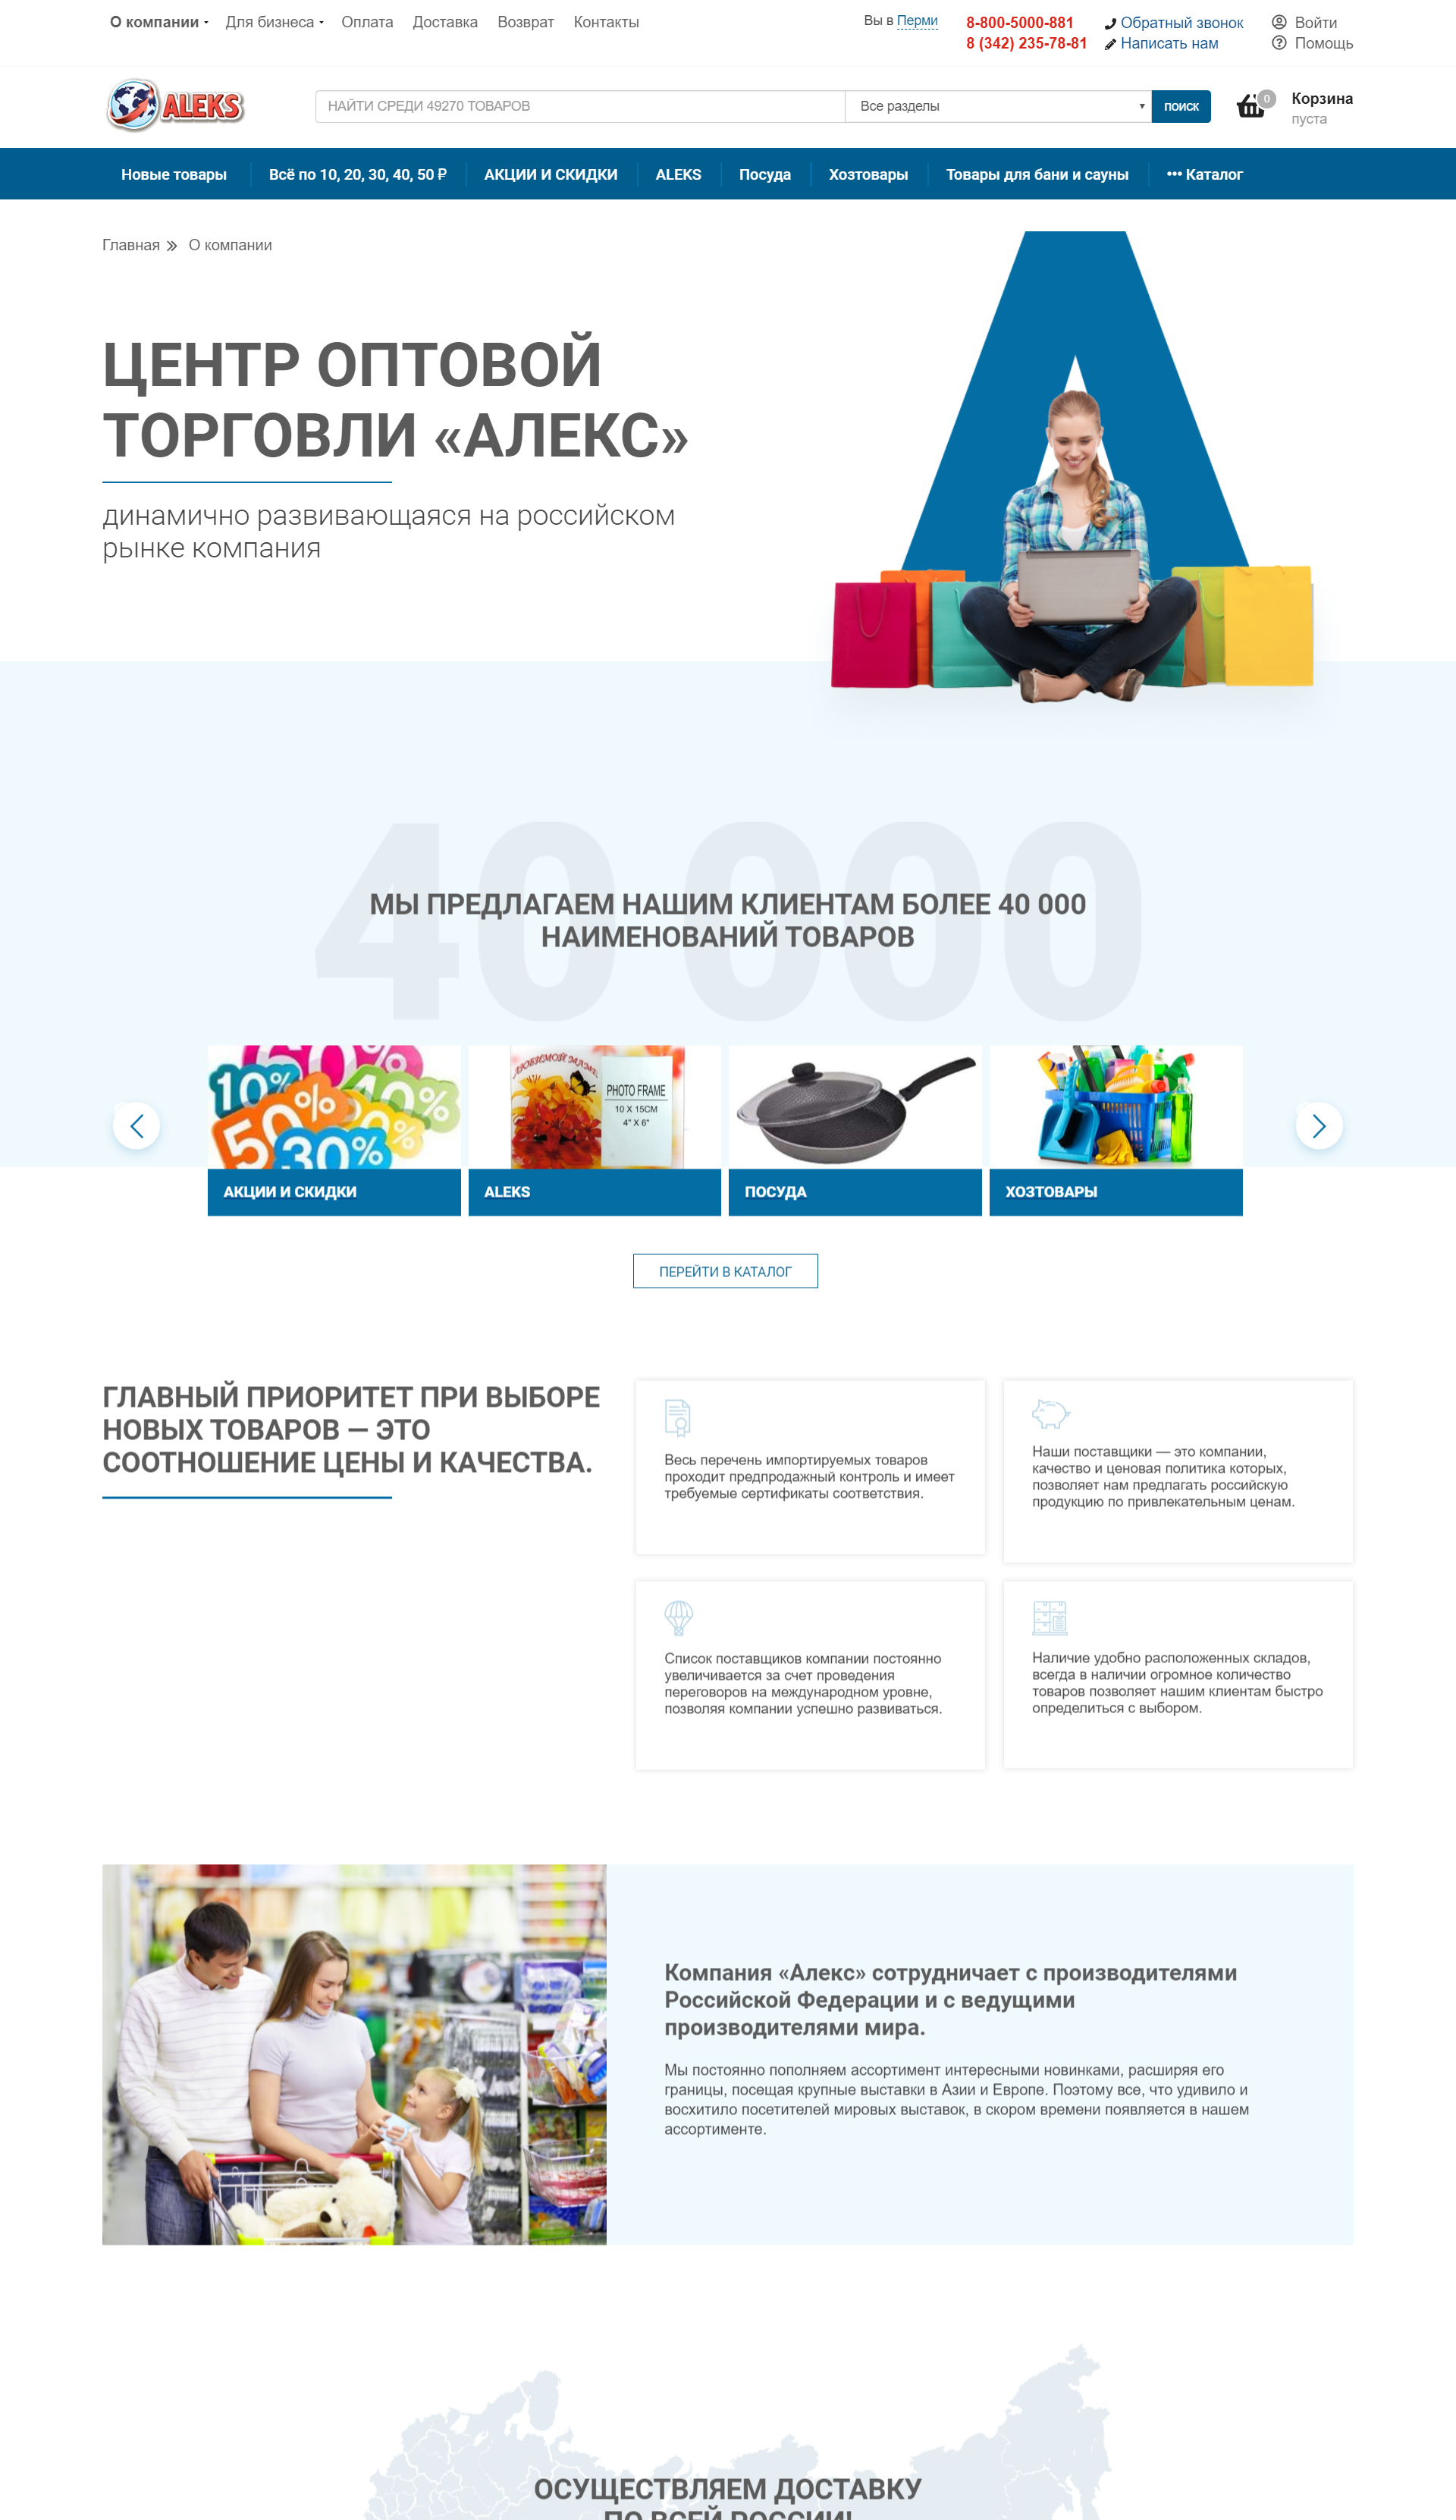 О компании
Для бизнеса
Оплата
Доставка
Возврат
Контакты
Вы в Перми
8-800-5000-881
8 (342) 235-78-81
Обратный звонок
Написать нам
Войти
Помощь
ALEKS
НАЙТИ СРЕДИ 49270 ТОВАРОВ
Все разделы
ПОИСК
0
Корзина
пуста
Новые товары
Всё по 10, 20, 30, 40, 50 ₽
АКЦИИ И СКИДКИ
ALEKS
Посуда
Хозтовары
Товары для бани и сауны
••• Каталог
Главная
О компании
ЦЕНТР ОПТОВОЙ
ТОРГОВЛИ «АЛЕКС»
динамично развивающаяся на российском
рынке компания
40 000
МЫ ПРЕДЛАГАЕМ НАШИМ КЛИЕНТАМ БОЛЕЕ 40 000
НАИМЕНОВАНИЙ ТОВАРОВ
10%
50%
30%
ЛЮБИМОЙ МАМЕ
PHOTO FRAME
10 X 15CM
4" X 6"
АКЦИИ И СКИДКИ
ALEKS
ПОСУДА
ХОЗТОВАРЫ
ПЕРЕЙТИ В КАТАЛОГ
ГЛАВНЫЙ ПРИОРИТЕТ ПРИ ВЫБОРЕ
НОВЫХ ТОВАРОВ — ЭТО
СООТНОШЕНИЕ ЦЕНЫ И КАЧЕСТВА.
Весь перечень импортируемых товаров
проходит предпродажный контроль и имеет
требуемые сертификаты соответствия.
Наши поставщики — это компании,
качество и ценовая политика которых,
позволяет нам предлагать российскую
продукцию по привлекательным ценам.
Список поставщиков компании постоянно
увеличивается за счет проведения
переговоров на международном уровне,
позволяя компании успешно развиваться.
Наличие удобно расположенных складов,
всегда в наличии огромное количество
товаров позволяет нашим клиентам быстро
определиться с выбором.
Компания «Алекс» сотрудничает с производителями
Российской Федерации и с ведущими
производителями мира.
Мы постоянно пополняем ассортимент интересными новинками, расширяя его
границы, посещая крупные выставки в Азии и Европе. Поэтому все, что удивило и
восхитило посетителей мировых выставок, в скором времени появляется в нашем
ассортименте.
ОСУЩЕСТВЛЯЕМ ДОСТАВКУ
ПО ВСЕЙ РОССИИ!